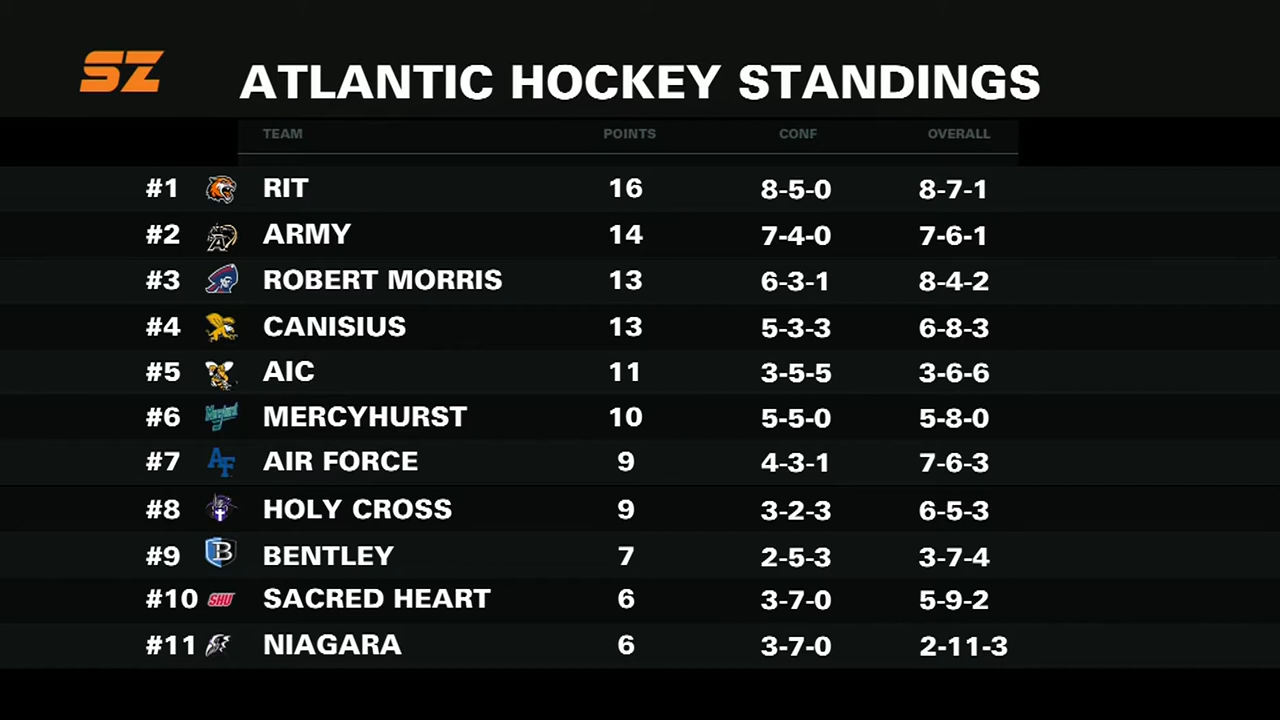 SZ ATLANTIC HOCKEY STANDINGS
TEAM POINTS CONF OVERALL
#1 RIT 16 8-5-0 8-7-1
#2 ARMY 14 7-4-0 7-6-1
#3 ROBERT MORRIS 13 6-3-1 8-4-2
#4 CANISIUS 13 5-3-3 6-8-3
#5 AIC 11 3-5-5 3-6-6
#6 Mercyhurst MERCYHURST 10 5-5-0 5-8-0
#7 AF AIR FORCE 9 4-3-1 7-6-3
#8 HOLY CROSS 9 3-2-3 6-5-3
#9 B BENTLEY 7 2-5-3 3-7-4
#10 SHU SACRED HEART 6 3-7-0 5-9-2
#11 NIAGARA 6 3-7-0 2-11-3